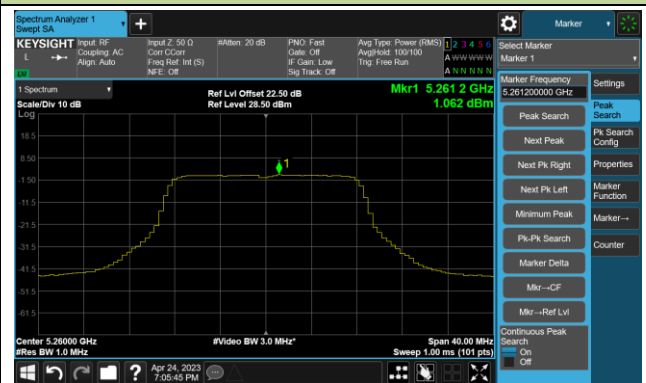 Spectrum Analyzer 1
Swept SA
+
Marker
KEYSIGHT
L
Input: RF
Coupling: AC
Align: Auto
Input Z: 50 Ω
Corr CCorr
Freq Ref: Int (S)
NFE: Off
#Atten: 20 dB
PNO: Fast
Gate: Off
IF Gain: Low
Sig Track: Off
Avg Type: Power (RMS)
Avg|Hold: 100/100
Trig: Free Run
1 2 3 4 5 6
A W W W W W
A N N N N N
Select Marker
Marker 1
1 Spectrum
Scale/Div 10 dB
Log
Ref Lvl Offset 22.50 dB
Ref Level 28.50 dBm
Mkr1 5.261 2 GHz
1.062 dBm
18.5
8.50
-1.50
-11.5
-21.5
-31.5
-41.5
-51.5
-61.5
1
Center 5.26000 GHz
#Res BW 1.0 MHz
#Video BW 3.0 MHz*
Span 40.00 MHz
Sweep 1.00 ms (101 pts)
Marker Frequency
5.261200000 GHz
Peak Search
Next Peak
Next Pk Right
Next Pk Left
Minimum Peak
Pk-Pk Search
Marker Delta
Mkr→CF
Mkr→Ref Lvl
Continuous Peak
Search
On
Off
Settings
Peak
Search
Pk Search
Config
Properties
Marker
Function
Marker→
Counter
?
Apr 24, 2023
7:05:45 PM